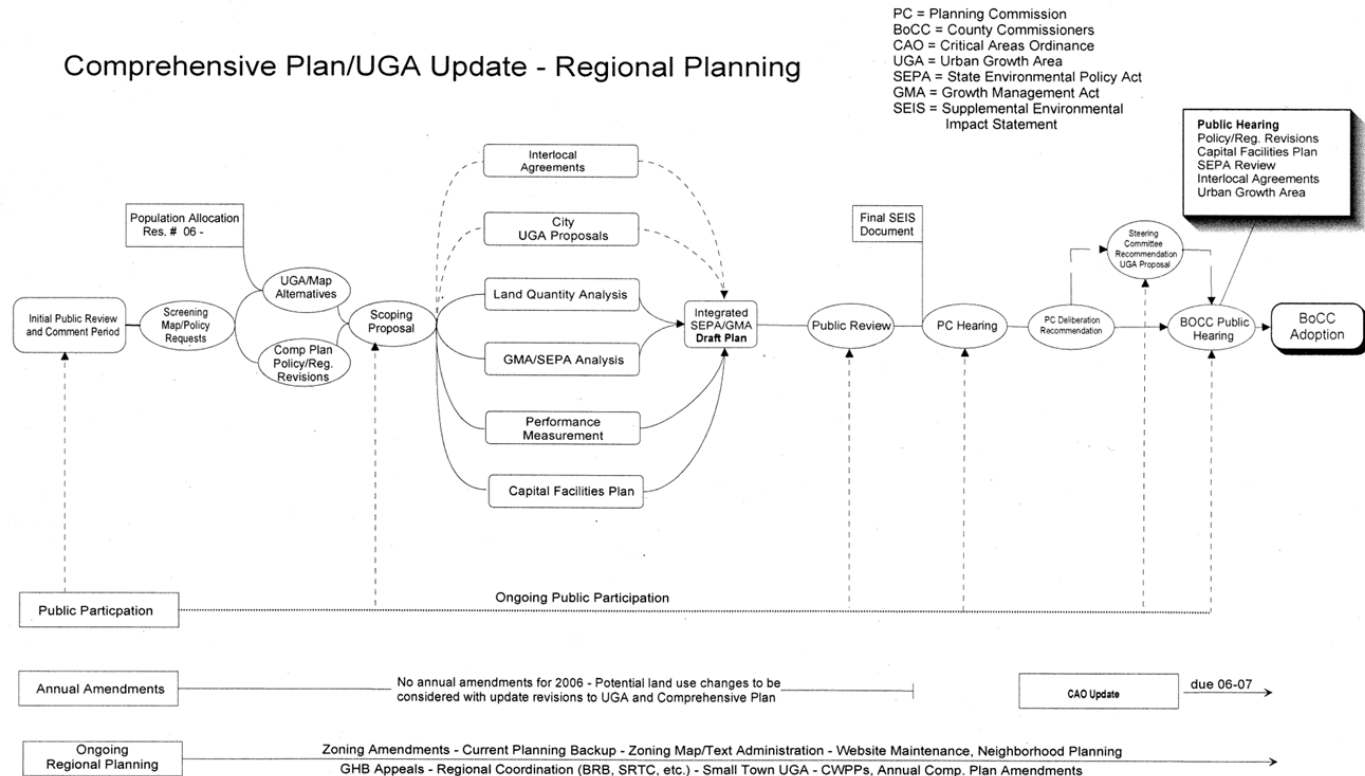 PC = Planning Commission
BoCC = County Commissioners
CAO = Critical Areas Ordinance
UGA = Urban Growth Area
SEPA = State Environmental Policy Act
GMA = Growth Management Act
SEIS = Supplemental Environmental
Impact Statement
Comprehensive Plan/UGA Update - Regional Planning
Public Hearing
Policy/Reg. Revisions
Capital Facilities Plan
SEPA Review
Interlocal Agreements
Urban Growth Area
Initial Public Review
and Comment Period
Screening
Map/Policy
Requests
Population Allocation
Res. # 06 -
UGA/Map
Alternatives
Comp Plan
Policy/Reg.
Revisions
Scoping
Proposal
Interlocal
Agreements
City
UGA Proposals
Land Quantity Analysis
GMA/SEPA Analysis
Performance
Measurement
Capital Facilities Plan
Integrated
SEPA/GMA
Draft Plan
Public Review
Final SEIS
Document
PC Hearing
PC Deliberation
Recommendation
Steering
Committee
Recommendation
UGA Proposal
BOCC Public
Hearing
BoCC
Adoption
Public Particpation
Ongoing Public Participation
Annual Amendments
No annual amendments for 2006 - Potential land use changes to be
considered with update revisions to UGA and Comprehensive Plan
CAO Update
due 06-07
Ongoing
Regional Planning
Zoning Amendments - Current Planning Backup - Zoning Map/Text Administration - Website Maintenance, Neighborhood Planning
GHB Appeals - Regional Coordination (BRB, SRTC, etc.) - Small Town UGA - CWPPs, Annual Comp. Plan Amendments